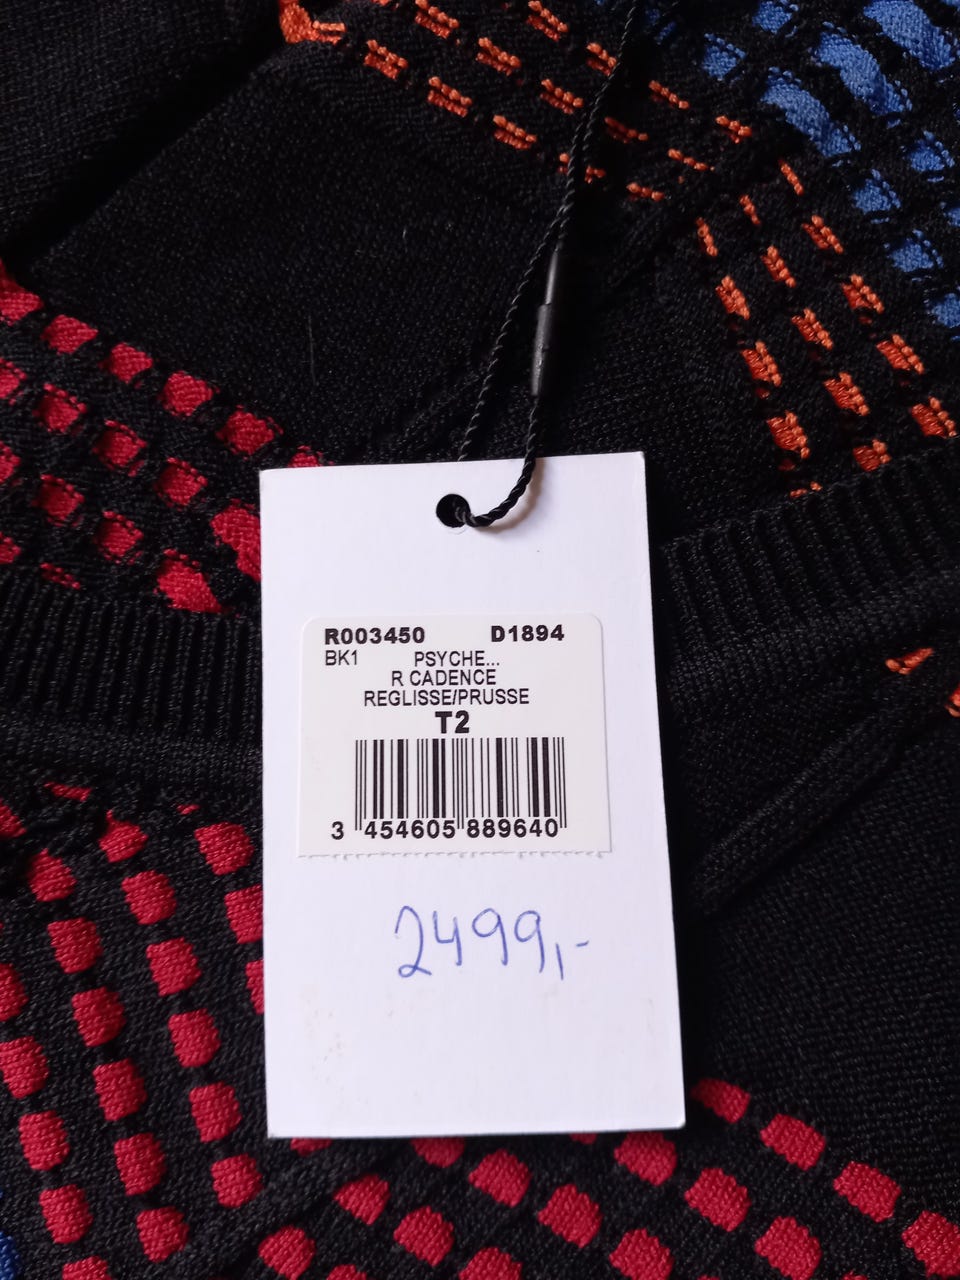 R003450 D1894
BK1 PSYCHE...
R CADENCE
REGLISSE/PRUSSE
T2
3 454605 889640
2499,-